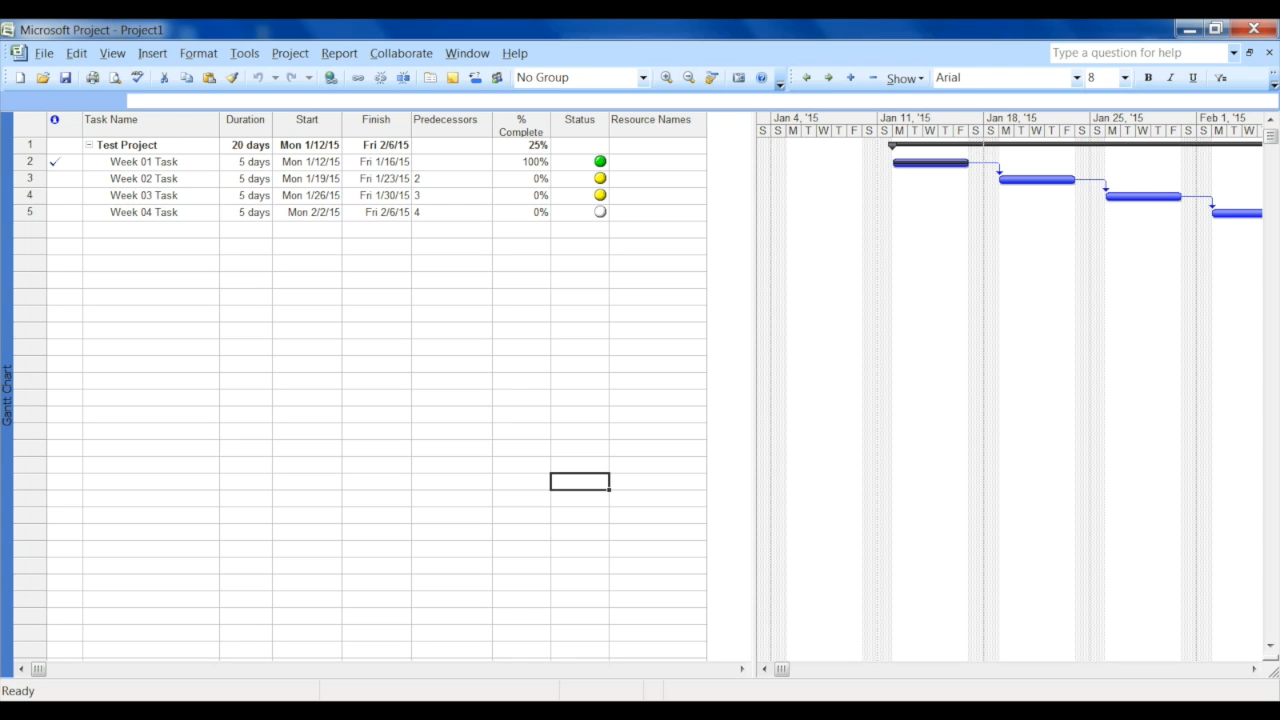 Microsoft Project - Project1
File Edit View Insert Format Tools Project Report Collaborate Window Help Type a question for help
No Group Show Arial 8 B I U
Task Name Duration Start Finish Predecessors % Complete Status Resource Names
Jan 4, '15 Jan 11, '15 Jan 18, '15 Jan 25, '15 Feb 1, '15
S S M T W T F S S M T W T F S S M T W T F S S M T W T F S S M T W
1 Test Project 20 days Mon 1/12/15 Fri 2/6/15 25%
2 Week 01 Task 5 days Mon 1/12/15 Fri 1/16/15 100%
3 Week 02 Task 5 days Mon 1/19/15 Fri 1/23/15 2 0%
4 Week 03 Task 5 days Mon 1/26/15 Fri 1/30/15 3 0%
5 Week 04 Task 5 days Mon 2/2/15 Fri 2/6/15 4 0%
Gantt Chart
Ready